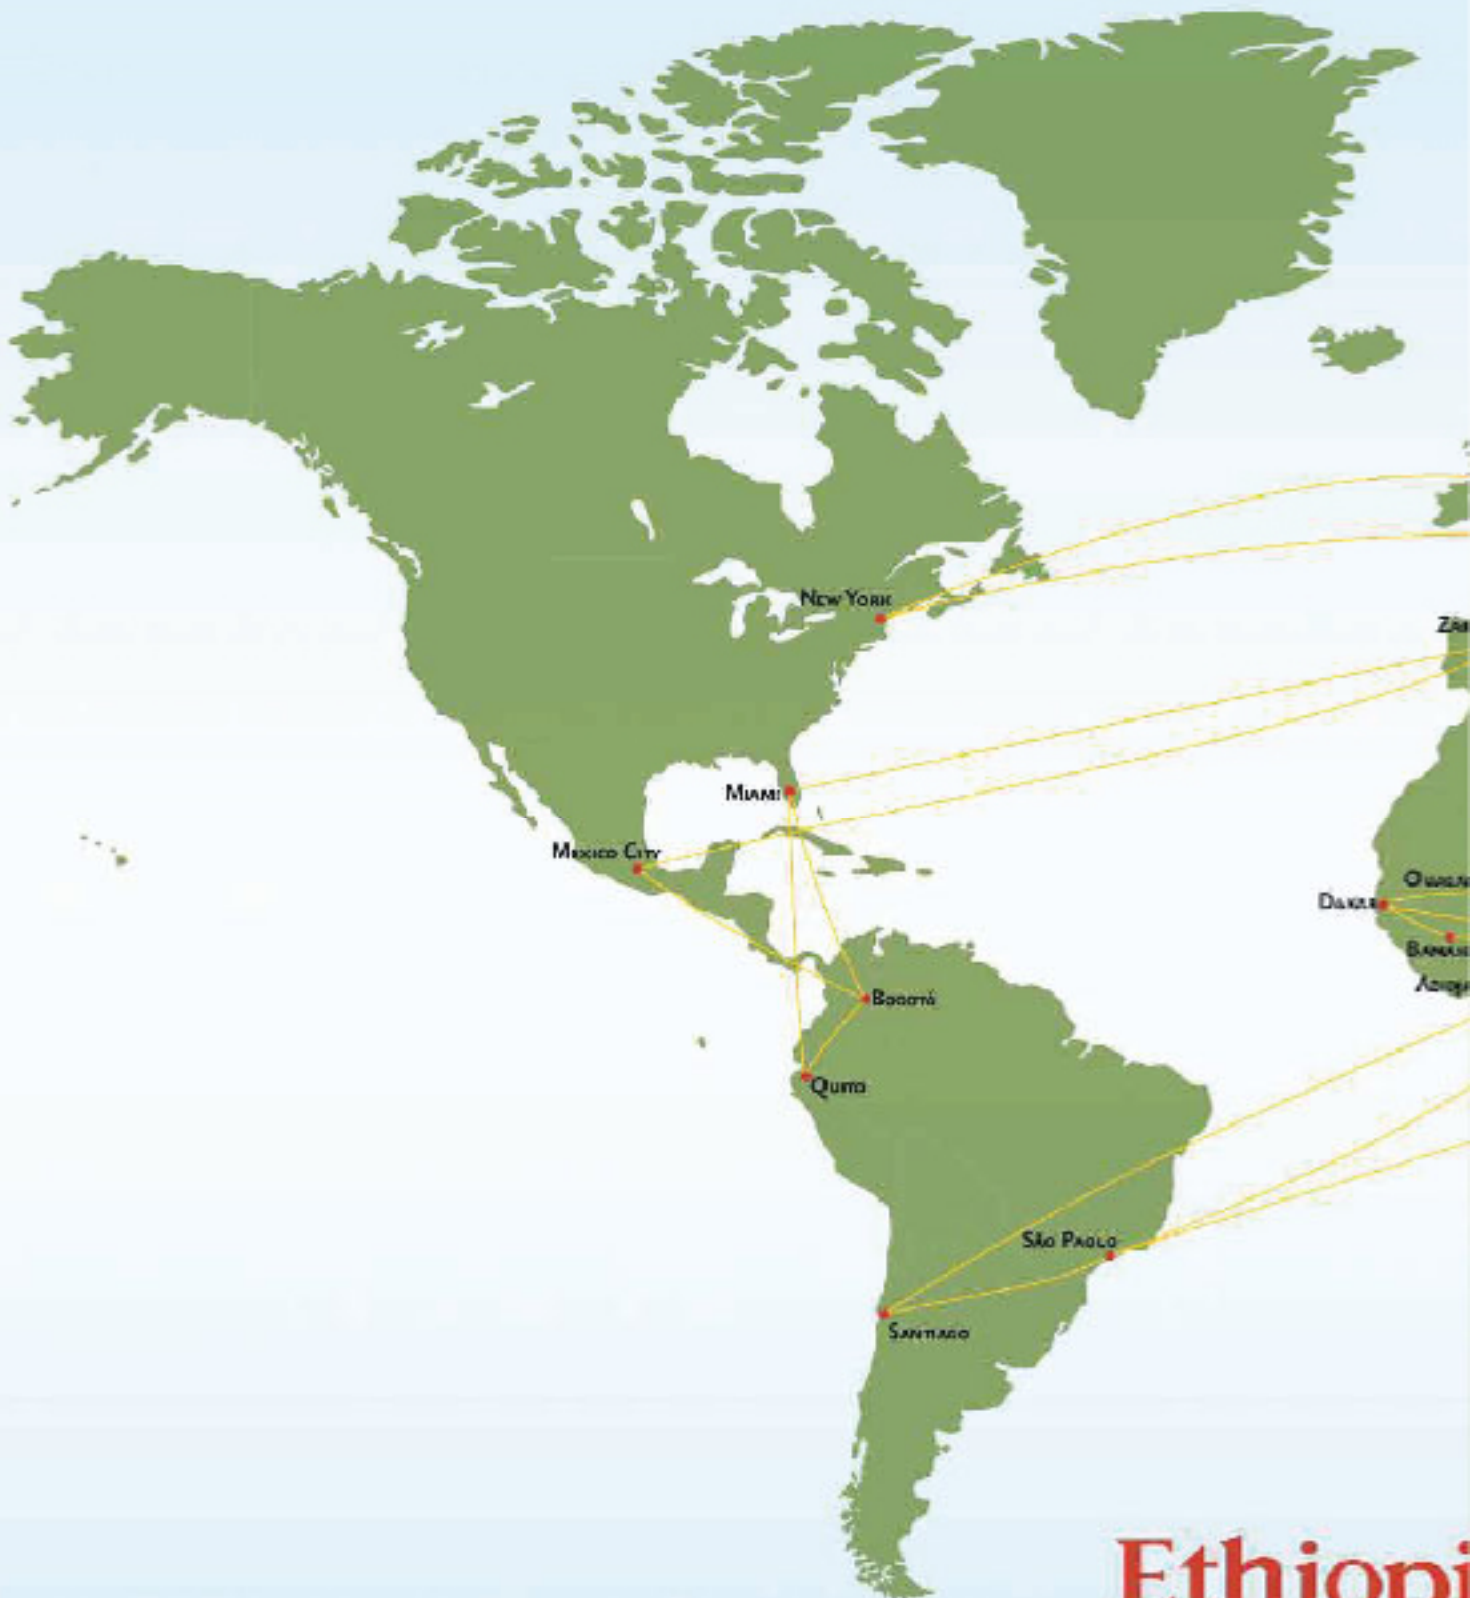 New York
Miami
Mexico City
Dakar
Bogotá
Quito
São Paolo
Santiago
Ethiopi